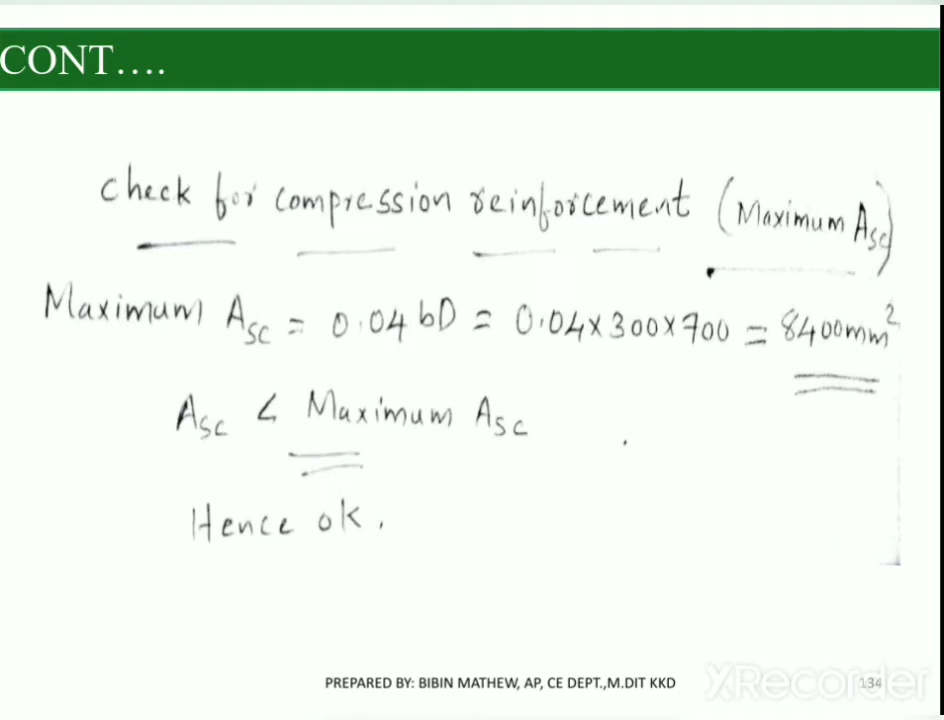 CONT....
Check for compression reinforcement (Maximum Asc)
Maximum Asc = 0.04 bD = 0.04×300×700 = 8400mm²
Asc < Maximum Asc
Hence ok.
PREPARED BY: BIBIN MATHEW, AP, CE DEPT.,M.DIT KKD
XRecorder
134